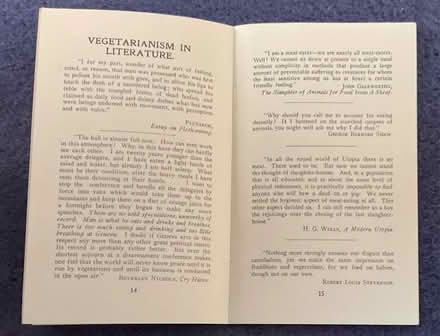 VEGETARIANISM IN
LITERATURE.
"I for my part, wonder of what sort of feeling,
mind, or reason, that man was possessed who was first
to pollute his mouth with gore, and to allow his lips to
touch the flesh of a murdered being; who spread his
table with the mangled forms of dead bodies, and
claimed as daily food and dainty dishes what but now
were beings endowed with movement, with perception
and with voice."
PLUTARCH,
Essay on Flesh-eating.
"The hall is almost full now. How can men work
in this atmosphere? Why, in this heat they can hardly
see each other. I am twenty years younger than the
average delegate, and I have eaten a light lunch of
salad and water, but already I am half asleep. What
must be their condition, after the heavy meals I have
seen them devouring at their hotels. I want to
stop the conference and handle all the delegates by
force into vans which would take them up to the
mountains and keep them on a diet of orange juice for
a fortnight before they began to make any more
speeches. These are no idle speculations, unworthy of
record. Man is what he eats and drinks and breathes.
There is too much eating and drinking and too little
breathing at Geneva. I doubt if Geneva sins in this
respect any more than any other great political centre.
Its record is probably rather better. but even the
shortest sojourn at a disarmament conference makes
one feel that the world will never know peace until it is
run by vegetarians and until its business is conducted
in the open air."
BEVERLEY NICHOLS, Cry Havoc.
14
"I am a meat-eater—we are nearly all meat-eaters.
Well! We cannot sit down at present to a single meal
without complicity in methods that produce a large
amount of preventable suffering to creatures for whom
the least sensitive among us has at heart a certain
friendly feeling."
JOHN GALSWORTHY,
The Slaughter of Animals for Food from A Sheaf.
"Why should you call me to account for eating
decently? If I battened on the scorched corpses of
animals, you might well ask me why I did that."
GEORGE BERNARD SHAW.
"In all the round world of Utopia there is no
meat. There used to be. But now we cannot stand
the thought of slaughter-houses. And, in a population
that is all educated, and at about the same level of
physical refinement, it is practically impossible to find
anyone who will hew a dead ox or pig. We never
settled the hygienic aspect of meat-eating at all. This
other aspect decided us. I can still remember as a boy
the rejoicings over the closing of the last slaughter-
house."
H. G. WELLS, A Modern Utopia.
"Nothing more strongly arouses our disgust than
cannibalism, yet we make the same impression on
Buddhists and vegetarians, for we feed on babies,
though not our own."
ROBERT LOUIS STEVENSON.
15